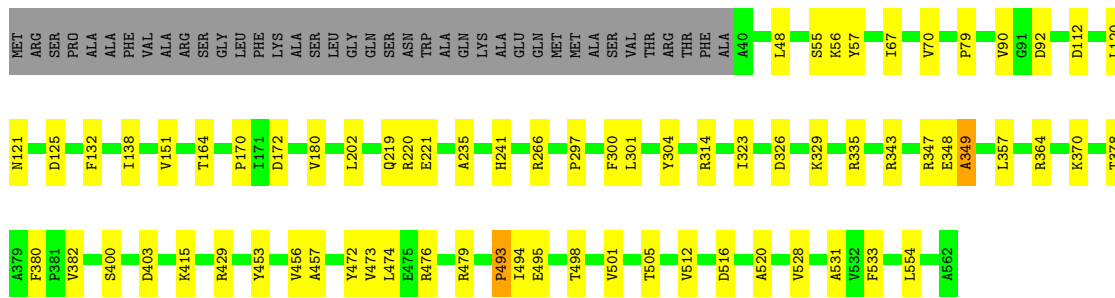 MET
ARG
SER
PRO
ALA
ALA
PHE
VAL
ALA
ARG
SER
GLY
LEU
PHE
LYS
ALA
SER
LEU
GLY
GLN
SER
ASN
TRP
ALA
GLN
LYS
ALA
GLU
GLN
MET
MET
ALA
SER
VAL
THR
ARG
THR
PHE
ALA
A40
L48
S55
K56
Y57
I67
V70
P79
V90
G91
D92
D112
L120
N121
D125
F132
I138
V151
T164
P170
I171
D172
V180
L202
Q219
R220
E221
A235
H241
R266
P297
F300
L301
Y304
R314
I323
D326
K329
R335
R343
R347
E348
A349
L357
R364
K370
T378
A379
F380
P381
V382
S400
D403
K415
R429
Y453
V456
A457
Y472
V473
L474
E475
R476
R479
P493
I494
E495
T498
V501
T505
V512
D516
A520
V528
A531
V532
F533
L554
A562